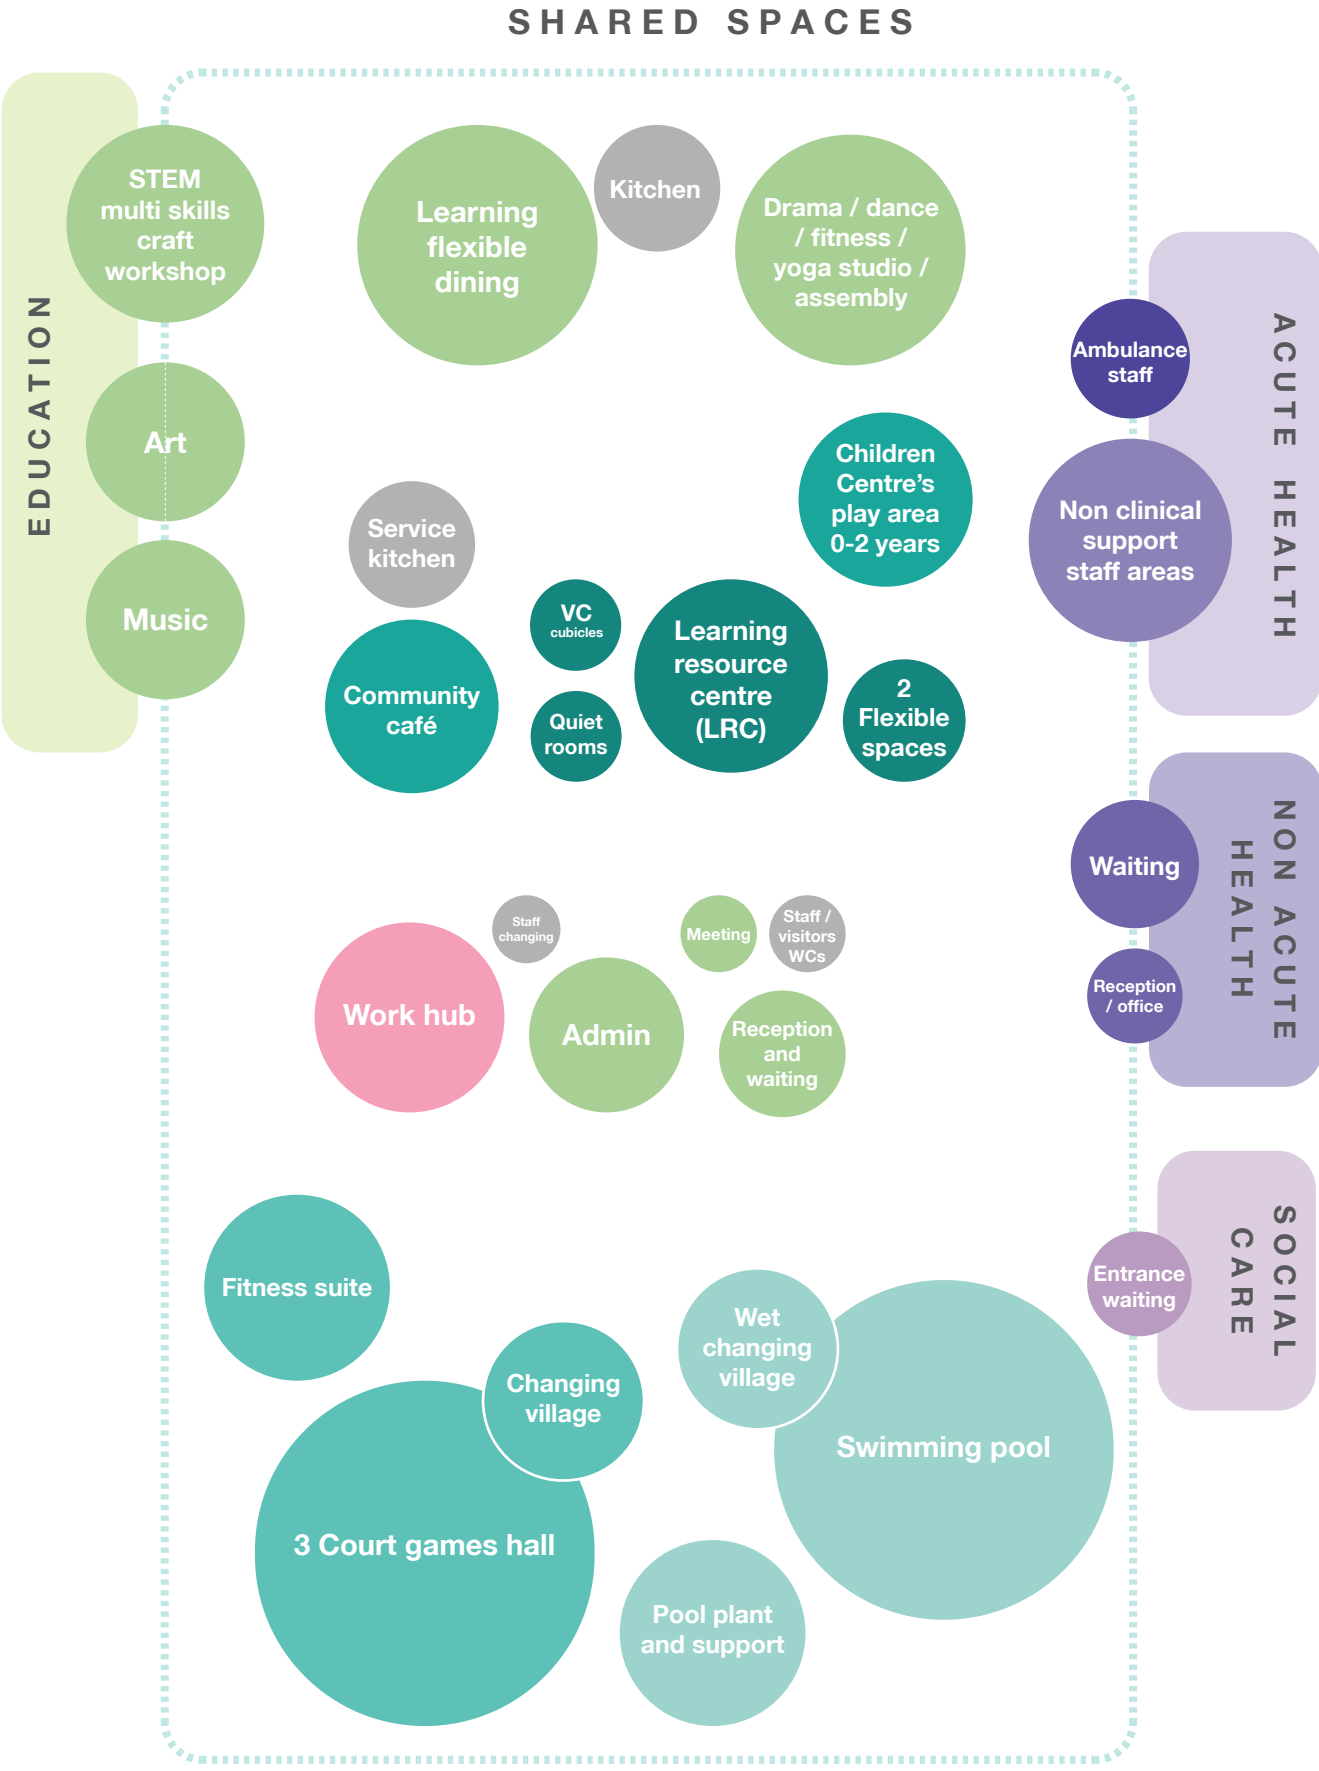 SHARED SPACES
EDUCATION
STEM
multi skills
craft
workshop
Art
Music
Learning
flexible
dining
Kitchen
Drama / dance
/ fitness /
yoga studio /
assembly
Ambulance
staff
Non clinical
support
staff areas
ACUTE HEALTH
Children
Centre’s
play area
0-2 years
Service
kitchen
Community
café
VC
cubicles
Quiet
rooms
Learning
resource
centre
(LRC)
2
Flexible
spaces
Waiting
Reception
/ office
NON ACUTE
HEALTH
Work hub
Staff
changing
Admin
Meeting
Staff /
visitors
WCs
Reception
and
waiting
Entrance
waiting
SOCIAL
CARE
Fitness suite
Changing
village
3 Court games hall
Wet
changing
village
Swimming pool
Pool plant
and support